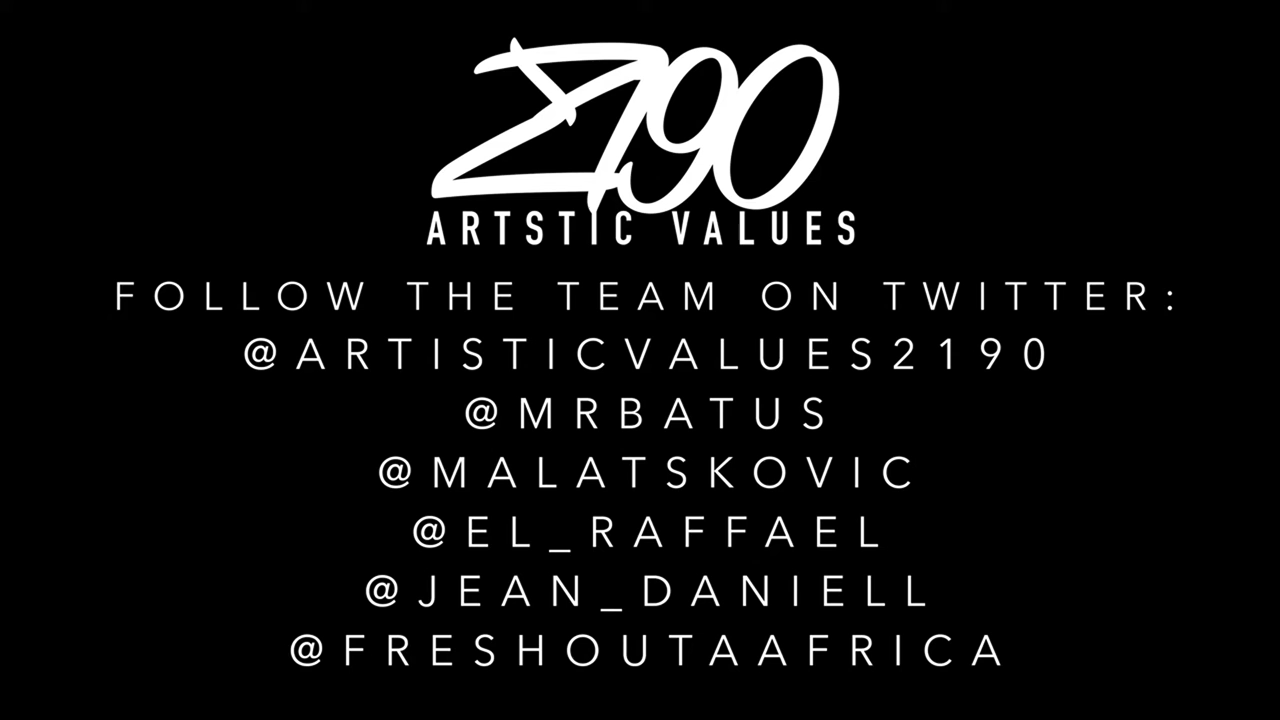 2190
ARTSTIC VALUES
FOLLOW THE TEAM ON TWITTER:
@ARTISTICVALUES2190
@MRBATUS
@MALATSKOVIC
@EL_RAFFAEL
@JEAN_DANIELL
@FRESHOUTAAFRICA